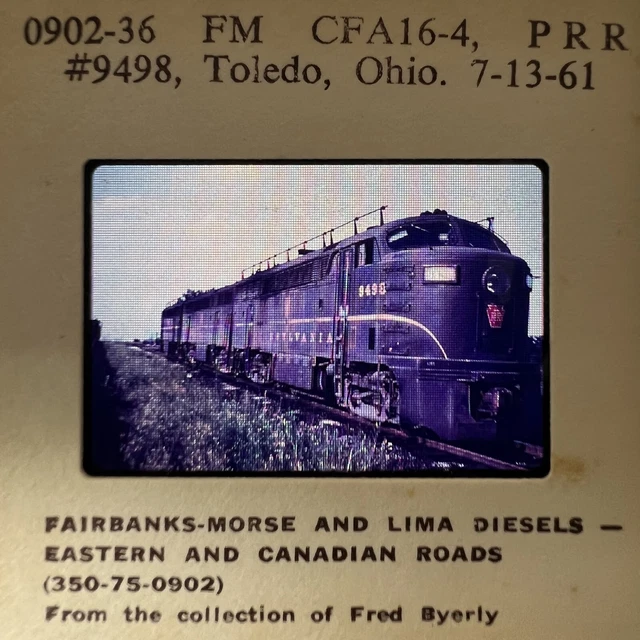 0902-36 FM CFA16-4, PRR
#9498, Toledo, Ohio. 7-13-61
9498
FAIRBANKS-MORSE AND LIMA DIESELS —
EASTERN AND CANADIAN ROADS
(350-75-0902)
From the collection of Fred Byerly